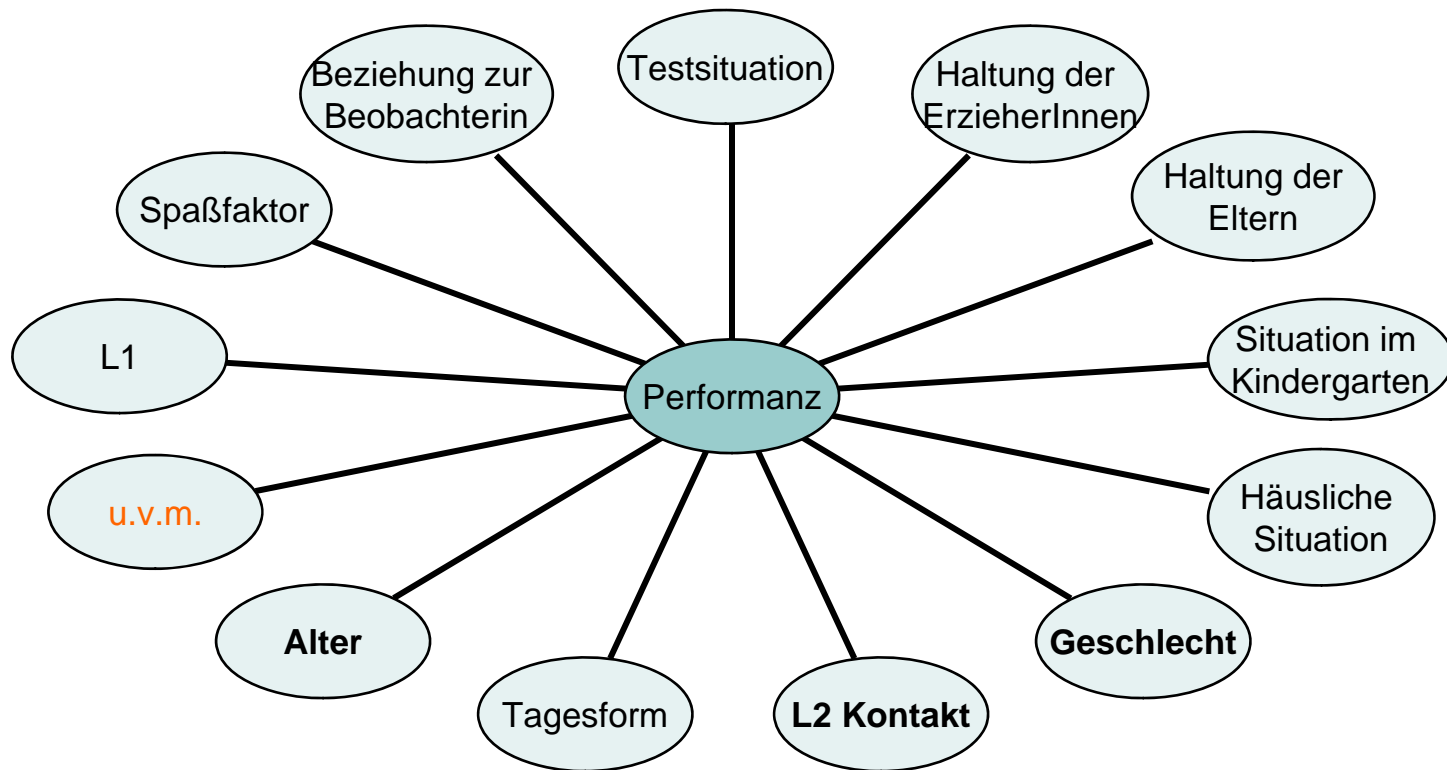 Testsituation
Beziehung zur
Beobachterin
Haltung der
ErzieherInnen
Spaßfaktor
Haltung der
Eltern
L1
Situation im
Kindergarten
Performanz
u.v.m.
Häusliche
Situation
Alter
Geschlecht
Tagesform
L2 Kontakt